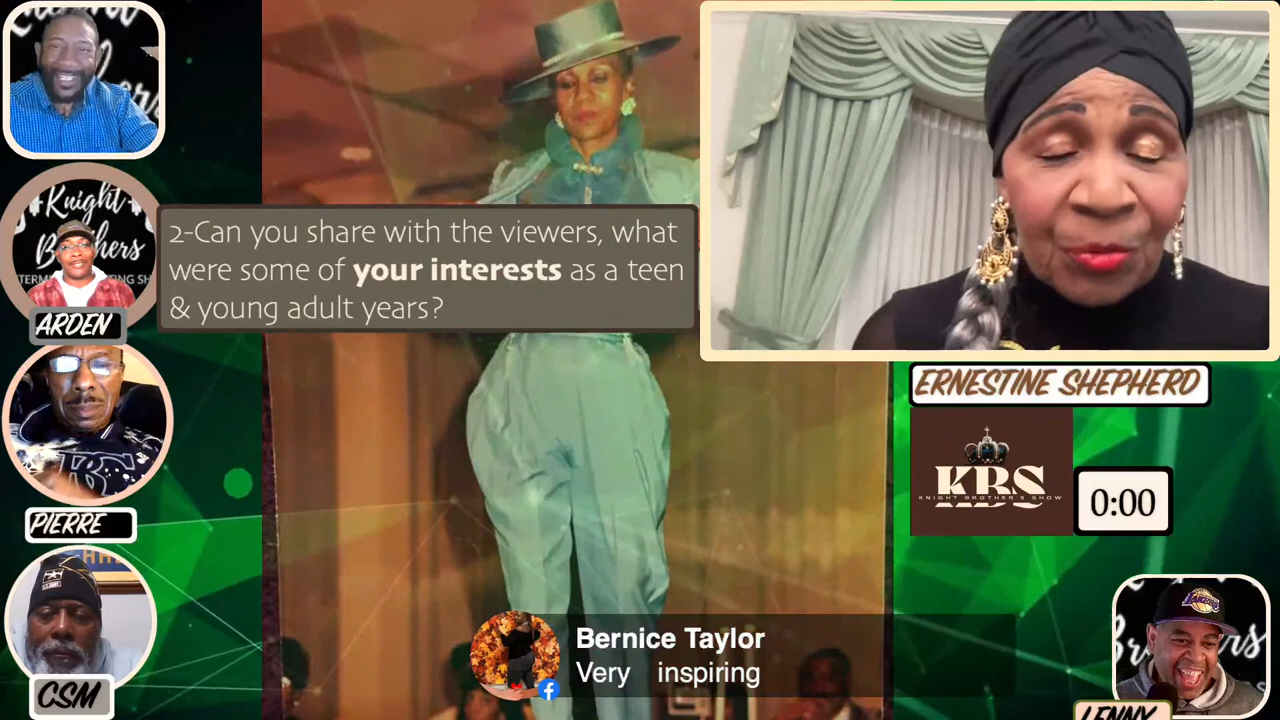 Knight
Brothers
ARDEN
PIERRE
CSM
2-Can you share with the viewers, what
were some of your interests as a teen
& young adult years?
ERNESTINE SHEPHERD
KBS
KNIGHT BROTHER'S SHOW
0:00
Bernice Taylor
Very inspiring
LENNY